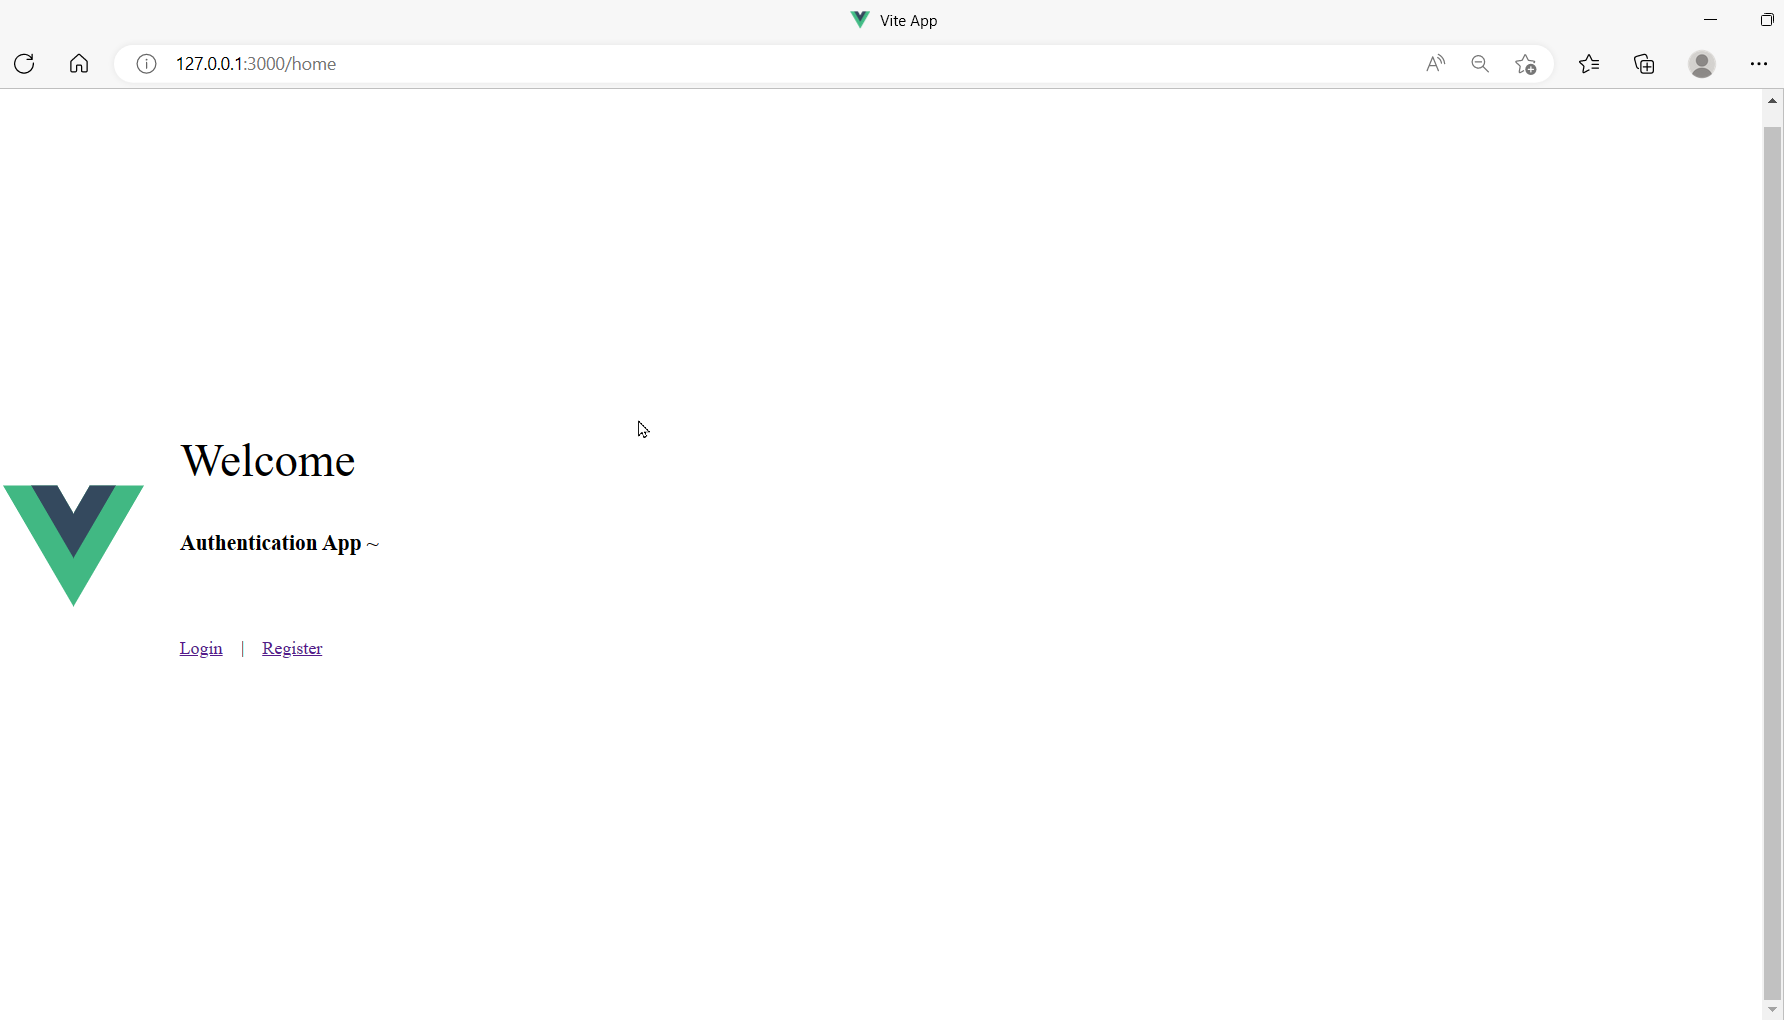 Vite App
127.0.0.1:3000/home
Welcome
Authentication App ~
Login | Register